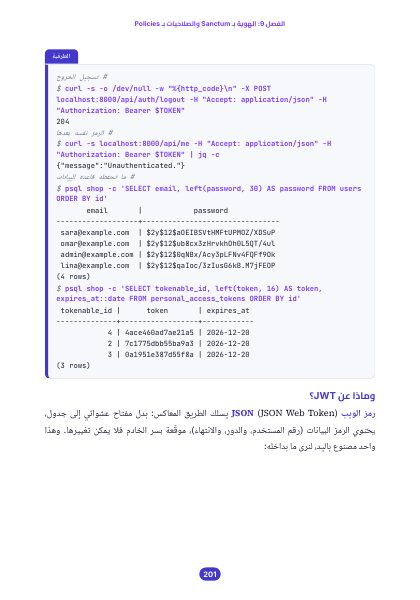 الفصل 9: الهوية بـ Sanctum والصلاحيات بـ Policies
الطرفية
# تسجيل الخروج
$ curl -s -o /dev/null -w "%{http_code}\n" -X POST
localhost:8000/api/auth/logout -H "Accept: application/json" -H
"Authorization: Bearer $TOKEN"
204
# الرمز نفسه بعدها
$ curl -s localhost:8000/api/me -H "Accept: application/json" -H
"Authorization: Bearer $TOKEN" | jq -c
{"message":"Unauthenticated."}
# ما تحفظه قاعدة البيانات
$ psql shop -c 'SELECT email, left(password, 30) AS password FROM users
ORDER BY id'
email | password
-------------------+--------------------------------
sara@example.com | $2y$12$aOEIBSVtHMFtUPMOZ/XDSuP
omar@example.com | $2y$12$ub8cx3zHrvkhOh0L5QT/4ul
admin@example.com | $2y$12$0qNBx/Acy3pLFNv4FQFf9Ok
lina@example.com | $2y$12$qaIoc/3zIusG6kB.M7jFEOP
(4 rows)
$ psql shop -c 'SELECT tokenable_id, left(token, 16) AS token,
expires_at::date FROM personal_access_tokens ORDER BY id'
tokenable_id | token | expires_at
--------------+------------------+------------
4 | 4ace460ad7ae21a5 | 2026-12-20
2 | 7c1775dbb55ba9a3 | 2026-12-20
3 | 0a1951e387d55f8a | 2026-12-20
(3 rows)
وماذا عن JWT؟
رمز الويب JSON (JSON Web Token) يسلك الطريق المعاكس: بدل مفتاح عشوائي إلى جدول،
يحتوي الرمز البيانات (رقم المستخدم، والدور، والانتهاء)، موقّعة بسر الخادم فلا يمكن تغييرها. وهذا
واحد مصنوع باليد، لنرى ما بداخله:
201